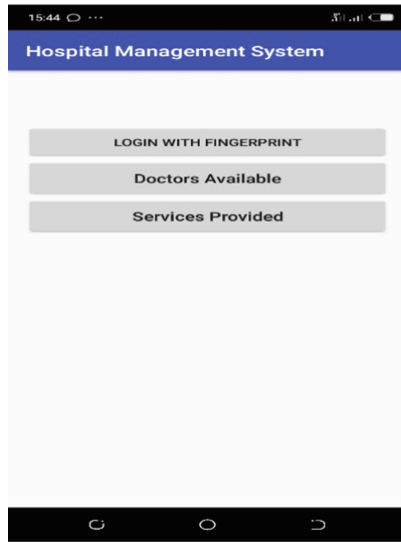 15:44
Hospital Management System
LOGIN WITH FINGERPRINT
Doctors Available
Services Provided